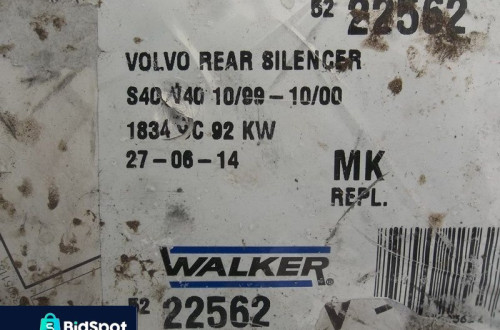 52 22562
VOLVO REAR SILENCER
S40 V40 10/99-10/00
1834 CC 92 KW
27-06-14
MK
REPL.
WALKER®
52 22562 V -
BidSpot